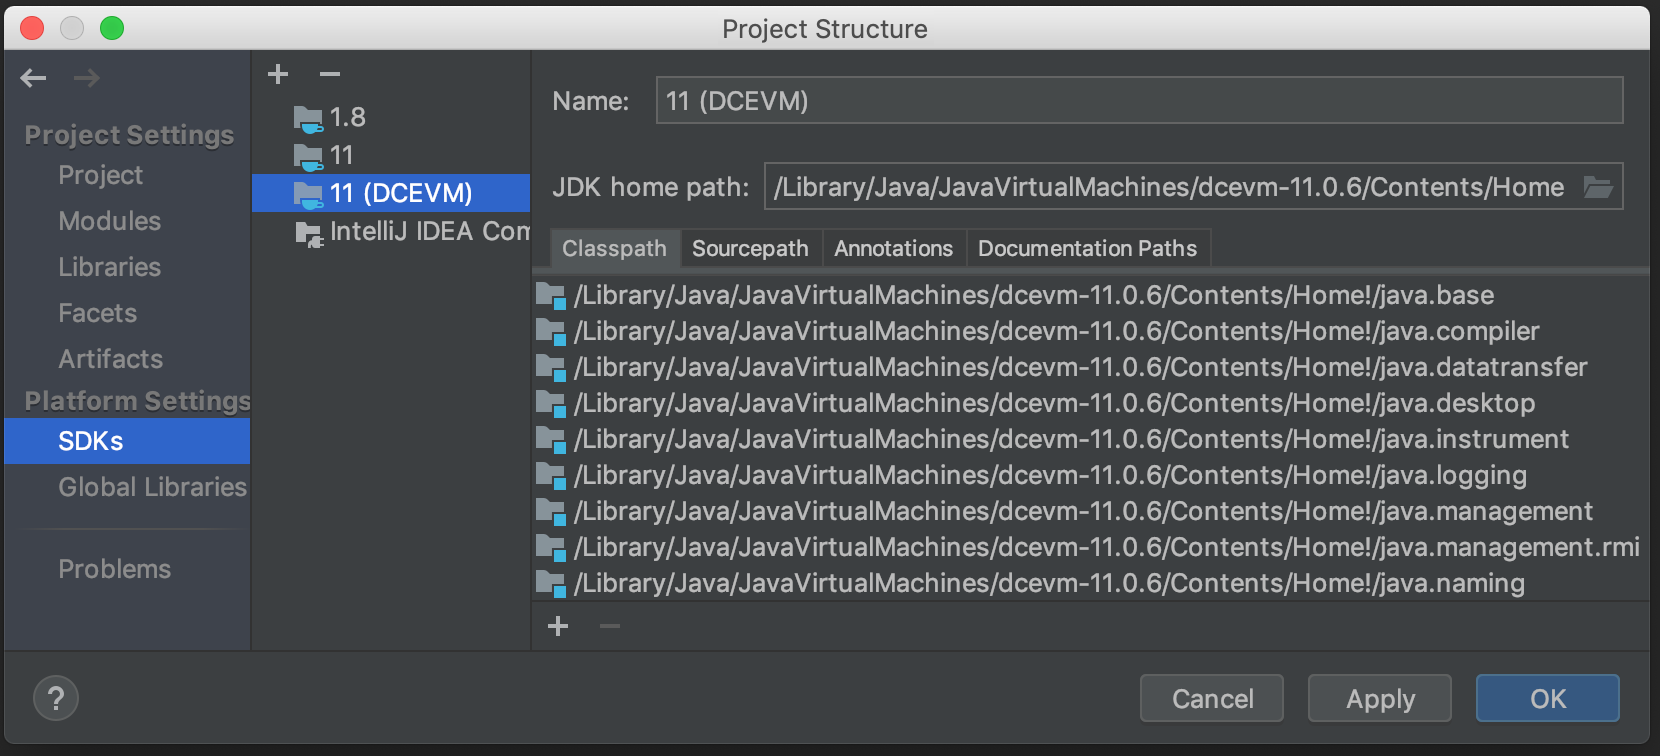 Project Structure
Project Settings
Project
Modules
Libraries
Facets
Artifacts
Platform Settings
SDKs
Global Libraries
Problems
1.8
11
11 (DCEVM)
IntelliJ IDEA Com
Name: 11 (DCEVM)
JDK home path: /Library/Java/JavaVirtualMachines/dcevm-11.0.6/Contents/Home
Classpath Sourcepath Annotations Documentation Paths
/Library/Java/JavaVirtualMachines/dcevm-11.0.6/Contents/Home!/java.base
/Library/Java/JavaVirtualMachines/dcevm-11.0.6/Contents/Home!/java.compiler
/Library/Java/JavaVirtualMachines/dcevm-11.0.6/Contents/Home!/java.datatransfer
/Library/Java/JavaVirtualMachines/dcevm-11.0.6/Contents/Home!/java.desktop
/Library/Java/JavaVirtualMachines/dcevm-11.0.6/Contents/Home!/java.instrument
/Library/Java/JavaVirtualMachines/dcevm-11.0.6/Contents/Home!/java.logging
/Library/Java/JavaVirtualMachines/dcevm-11.0.6/Contents/Home!/java.management
/Library/Java/JavaVirtualMachines/dcevm-11.0.6/Contents/Home!/java.management.rmi
/Library/Java/JavaVirtualMachines/dcevm-11.0.6/Contents/Home!/java.naming
?
Cancel Apply OK